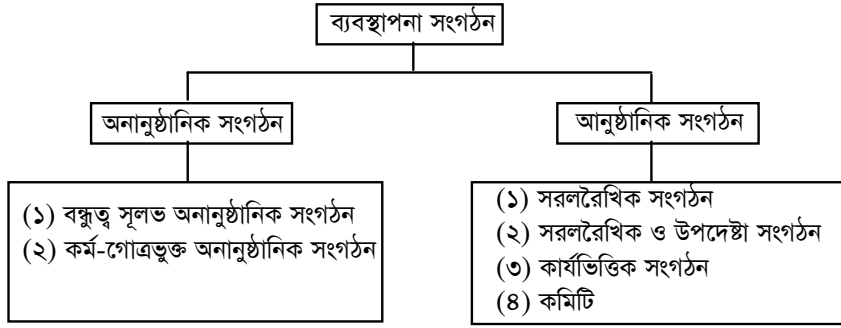 ব্যবস্থাপনা সংগঠন
অনানুষ্ঠানিক সংগঠন
আনুষ্ঠানিক সংগঠন
(১) বন্ধুত্ব সূলভ অনানুষ্ঠানিক সংগঠন
(২) কর্ম-গোত্রভুক্ত অনানুষ্ঠানিক সংগঠন
(১) সরলরৈখিক সংগঠন
(২) সরলরৈখিক ও উপদেষ্টা সংগঠন
(৩) কার্যভিত্তিক সংগঠন
(৪) কমিটি